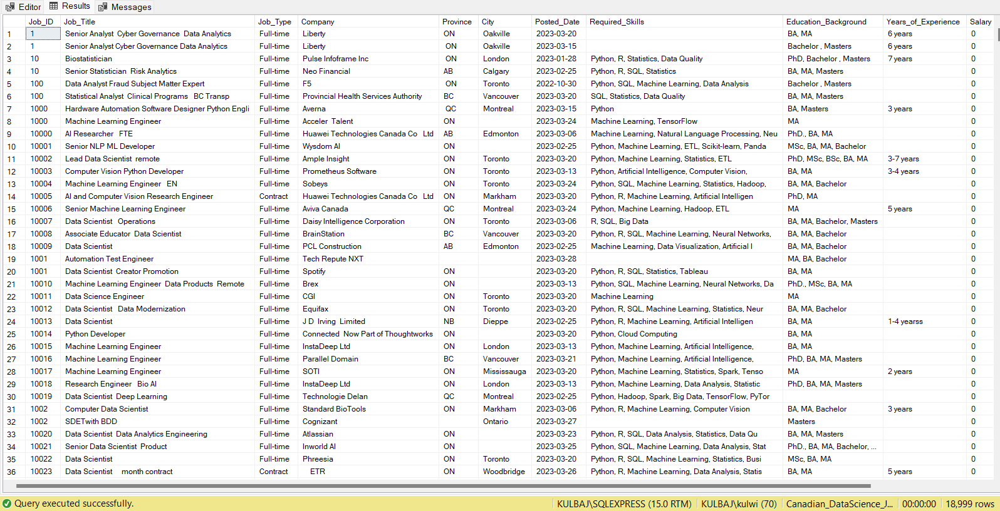 Editor Results Messages
Job_ID Job_Title Job_Type Company Province City Posted_Date Required_Skills Education_Background Years_of_Experience Salary
1 1 Senior Analyst Cyber Governance Data Analytics Full-time Liberty ON Oakville 2023-03-20 BA, MA 6 years 0
2 1 Senior Analyst Cyber Governance Data Analytics Full-time Liberty ON Oakville 2023-03-15 Bachelor , Masters 6 years 0
3 10 Biostatistician Full-time Pulse Infoframe Inc ON London 2023-01-28 Python, R, Statistics, Data Quality PhD, Bachelor , Masters 7 years 0
4 10 Senior Statistician Risk Analytics Full-time Neo Financial AB Calgary 2023-02-25 Python, R, SQL, Statistics BA, MA, Masters 0
5 100 Data Analyst Fraud Subject Matter Expert Full-time F5 ON Toronto 2022-10-30 Python, SQL, Machine Learning, Data Analysis Bachelor , Masters 0
6 100 Statistical Analyst Clinical Programs BC Transp Full-time Provincial Health Services Authority BC Vancouver 2023-03-20 SQL, Statistics, Data Quality BA, MA, Masters 0
7 1000 Hardware Automation Software Designer Python Engli Full-time Averna QC Montreal 2023-03-15 Python BA, Masters 3 years 0
8 1000 Machine Learning Engineer Full-time Acceler Talent ON 2023-03-24 Machine Learning, TensorFlow MA 0
9 10000 AI Researcher FTE Full-time Huawei Technologies Canada Co Ltd AB Edmonton 2023-03-06 Machine Learning, Natural Language Processing, Neu PhD., BA, MA 0
10 10001 Senior NLP ML Developer Full-time Wysdom AI ON 2023-02-25 Python, Machine Learning, ETL, Scikit-learn, Panda MSc, BA, MA, Bachelor 0
11 10002 Lead Data Scientist remote Full-time Ample Insight ON Toronto 2023-03-20 Python, Machine Learning, Statistics, ETL PhD, MSc, BSc, BA, MA 3-7 years 0
12 10003 Computer Vision Python Developer Full-time Prometheus Software ON Toronto 2023-03-13 Python, Artificial Intelligence, Computer Vision, BA, MA 3-4 years 0
13 10004 Machine Learning Engineer EN Full-time Sobeys ON Toronto 2023-03-24 Python, SQL, Machine Learning, Statistics, Hadoop, BA, MA, Bachelor 0
14 10005 AI and Computer Vision Research Engineer Contract Huawei Technologies Canada Co Ltd ON Markham 2023-03-20 Python, R, Machine Learning, Artificial Intelligen PhD, MA 0
15 10006 Senior Machine Learning Engineer Full-time Aviva Canada QC Montreal 2023-03-24 Python, Machine Learning, Hadoop, ETL MA 5 years 0
16 10007 Data Scientist Operations Full-time Daisy Intelligence Corporation ON Toronto 2023-03-06 R, SQL, Big Data BA, MA, Bachelor, Masters 0
17 10008 Associate Educator Data Scientist Full-time BrainStation BC Vancouver 2023-03-20 Python, R, SQL, Machine Learning, Neural Networks, BA, MA, Bachelor 0
18 10009 Data Scientist Full-time PCL Construction AB Edmonton 2023-02-25 Machine Learning, Data Visualization, Artificial I BA, MA, Bachelor 0
19 1001 Automation Test Engineer Full-time Tech Repute NXT 2023-03-28 MA, BA, Bachelor 0
20 1001 Data Scientist Creator Promotion Full-time Spotify ON 2023-03-20 Python, R, SQL, Statistics, Tableau BA, MA 0
21 10010 Machine Learning Engineer Data Products Remote Full-time Brex ON 2023-03-13 Python, SQL, Machine Learning, Neural Networks, Da PhD., MSc, BA, MA 0
22 10011 Data Science Engineer Full-time CGI ON Toronto 2023-03-20 Machine Learning MA 0
23 10012 Data Scientist Data Modernization Full-time Equifax ON Toronto 2023-03-20 Python, R, SQL, Machine Learning, Statistics, Neur BA, MA, Bachelor 0
24 10013 Data Scientist Full-time J D Irving Limited NB Dieppe 2023-02-25 Python, R, Machine Learning, Artificial Intelligen BA, MA 1-4 yearss 0
25 10014 Python Developer Full-time Connected Now Part of Thoughtworks ON 2023-03-20 Python, Cloud Computing BA, MA 0
26 10015 Machine Learning Engineer Full-time InstaDeep Ltd ON London 2023-03-13 Python, Machine Learning, Artificial Intelligence, BA, MA 0
27 10016 Machine Learning Engineer Full-time Parallel Domain BC Vancouver 2023-03-21 Python, Machine Learning, Artificial Intelligence, PhD, BA, MA, Masters 0
28 10017 Machine Learning Engineer Full-time SOTI ON Mississauga 2023-03-20 Python, Machine Learning, Statistics, Spark, Tenso MA 2 years 0
29 10018 Research Engineer Bio AI Full-time InstaDeep Ltd ON London 2023-03-13 Python, Machine Learning, Data Analysis, Statistic PhD, BA, MA, Masters 0
30 10019 Data Scientist Deep Learning Full-time Technologie Delan QC Montreal 2023-02-25 Python, Hadoop, Spark, Big Data, TensorFlow, PyTor 0
31 1002 Computer Data Scientist Full-time Standard BioTools ON Markham 2023-03-06 Python, R, Machine Learning, Computer Vision BA, MA, Bachelor 3 years 0
32 1002 SDETwith BDD Full-time Cognizant Ontario 2023-03-27 Masters 0
33 10020 Data Scientist Data Analytics Engineering Full-time Atlassian ON 2023-03-23 Python, R, SQL, Data Analysis, Statistics, Data Qu BA, MA, Masters 0
34 10021 Senior Data Scientist Product Full-time Inworld AI ON 2023-03-25 Python, SQL, Machine Learning, Data Analysis, Stat PhD., BA, MA, Bachelor, ... 0
35 10022 Data Scientist Full-time Phreesia ON Toronto 2023-03-20 Python, R, SQL, Machine Learning, Statistics, Busi MSc, BA, MA 0
36 10023 Data Scientist month contract Contract ETR ON Woodbridge 2023-03-26 Python, R, Machine Learning, Data Analysis, Statis BA, MA 5 years 0
Query executed successfully. KULBAJ\SQLEXPRESS (15.0 RTM) KULBAJ\kulwi (70) Canadian_DataScience_J... 00:00:00 18,999 rows